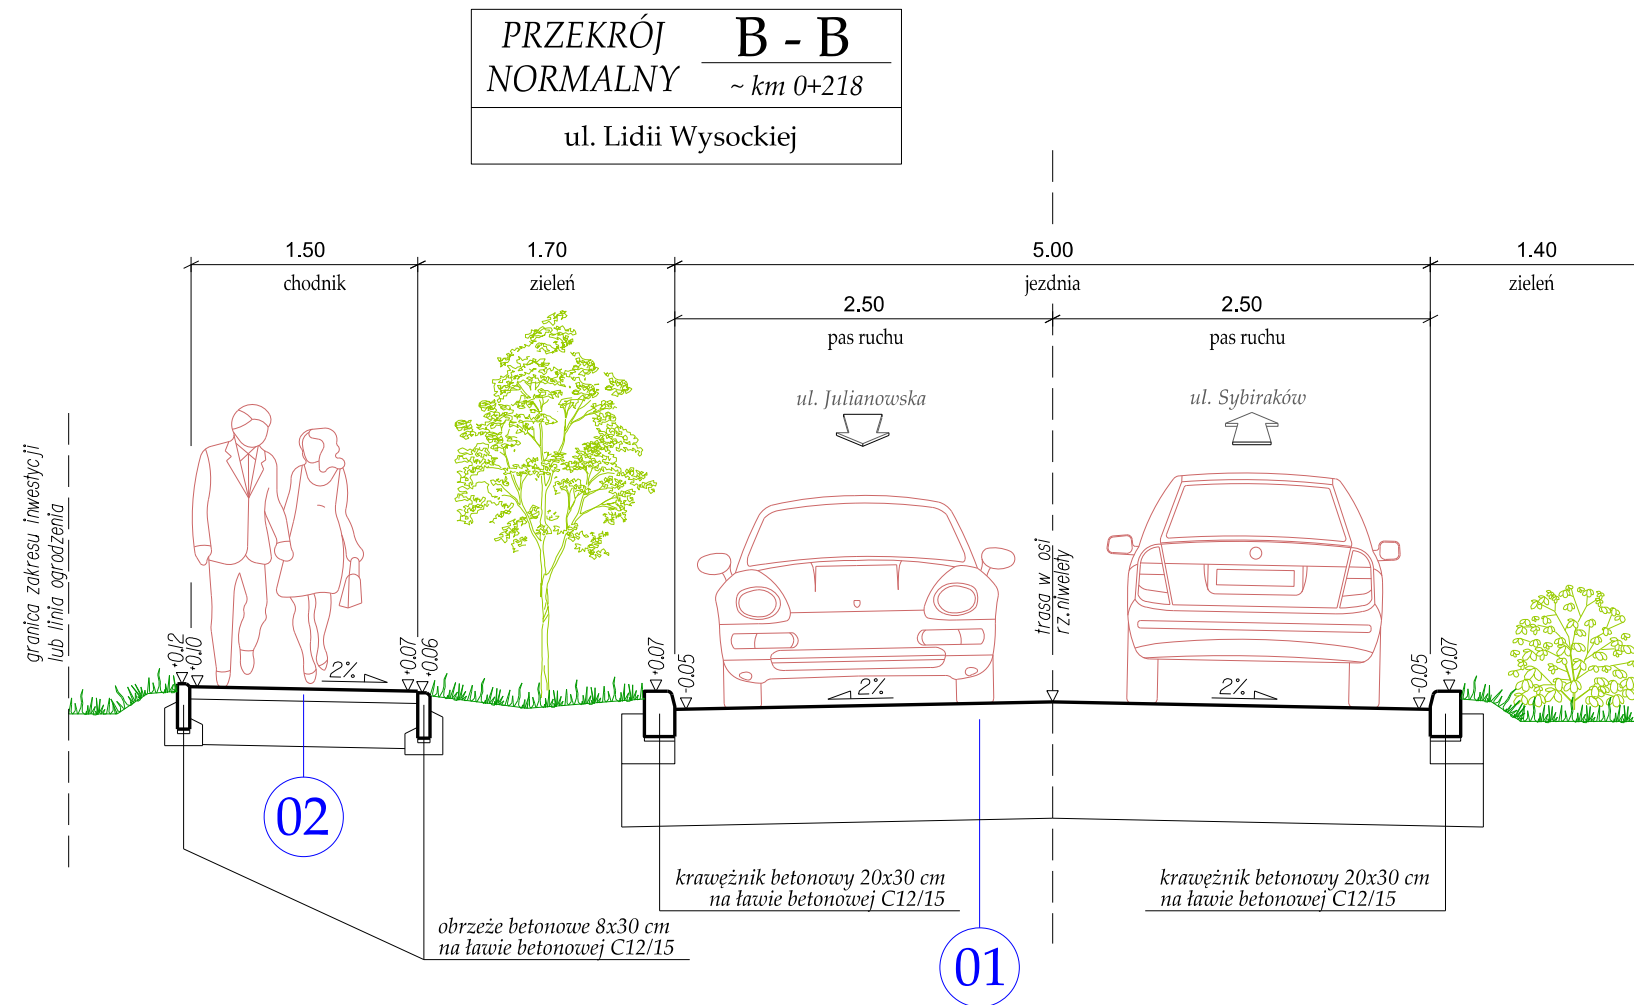 PRZEKRÓJ
NORMALNY
B - B
~ km 0+218
ul. Lidii Wysockiej
1.50
1.70
5.00
1.40
chodnik
zieleń
jezdnia
zieleń
2.50
2.50
pas ruchu
pas ruchu
ul. Julianowska
ul. Sybiraków
granica zakresu inwestycji
lub linia ogrodzenia
trasa w osi
rz.niwelety
+0.12
+0.10
2%
+0.07
+0.06
+0.07
-0.05
2%
2%
-0.05
+0.07
02
krawężnik betonowy 20x30 cm
na ławie betonowej C12/15
krawężnik betonowy 20x30 cm
na ławie betonowej C12/15
obrzeże betonowe 8x30 cm
na ławie betonowej C12/15
01